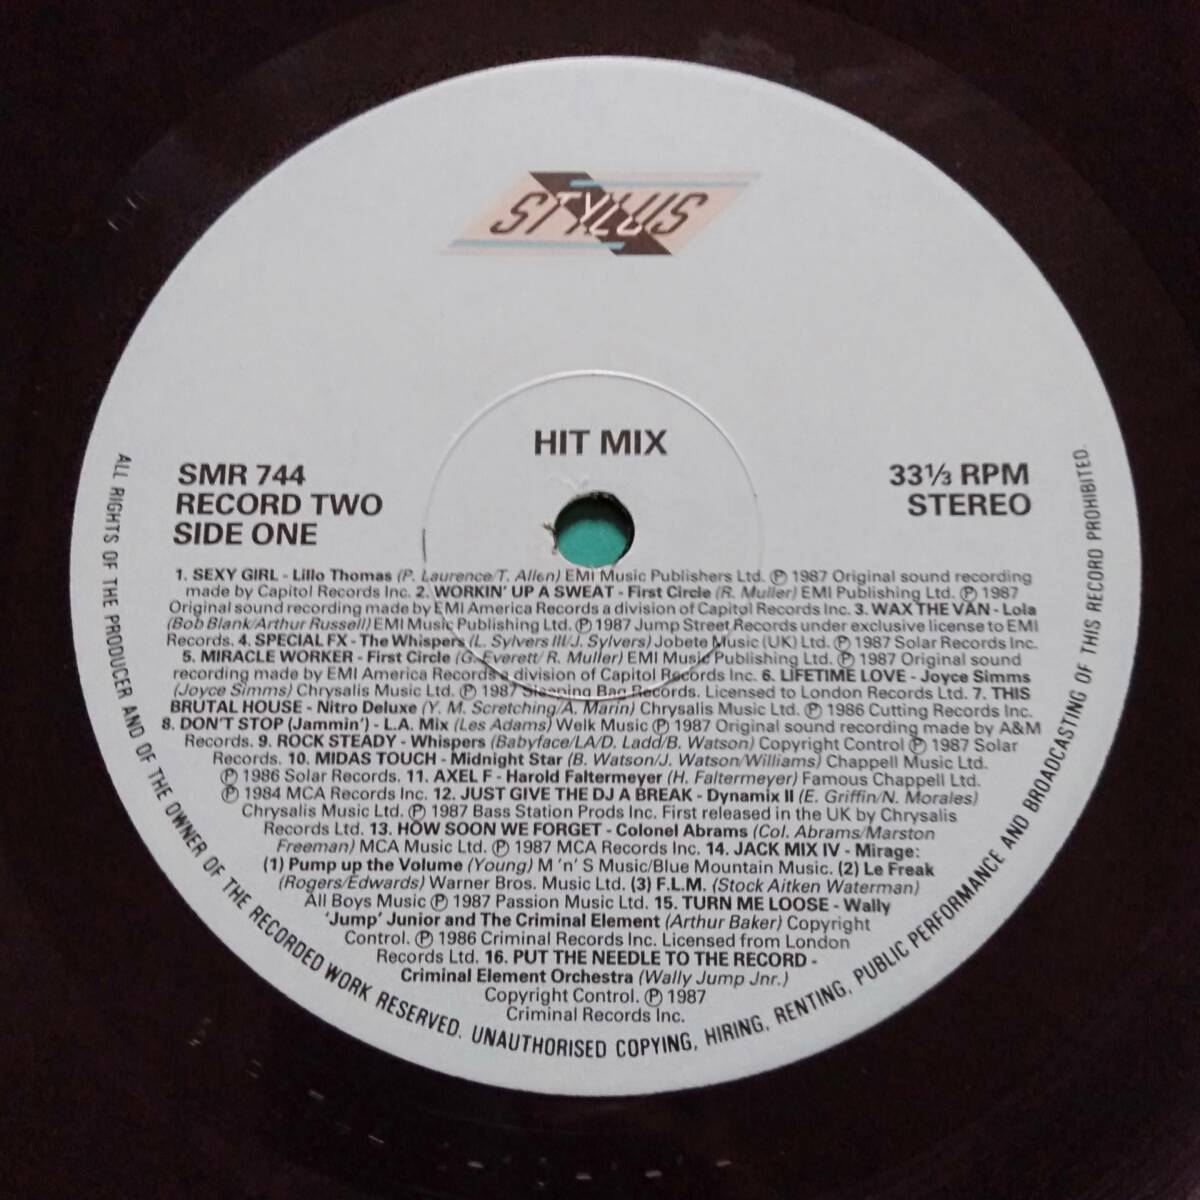 STYLUS
HIT MIX
SMR 744
RECORD TWO
SIDE ONE
33⅓ RPM
STEREO
1. SEXY GIRL - Lillo Thomas (P. Laurence/T. Allen) EMI Music Publishers Ltd. Ⓟ 1987 Original sound recording
made by Capitol Records Inc. 2. WORKIN' UP A SWEAT - First Circle (R. Muller) EMI Publishing Ltd. Ⓟ 1987
Original sound recording made by EMI America Records a division of Capitol Records Inc. 3. WAX THE VAN - Lola
(Bob Blank/Arthur Russell) EMI Music Publishing Ltd. Ⓟ 1987 Jump Street Records under exclusive license to EMI
Records. 4. SPECIAL FX - The Whispers (L. Sylvers III/J. Sylvers) Jobete Music (UK) Ltd. Ⓟ 1987 Solar Records Inc.
5. MIRACLE WORKER - First Circle (G. Everett/R. Muller) EMI Music Publishing Ltd. Ⓟ 1987 Original sound
recording made by EMI America Records a division of Capitol Records Inc. 6. LIFETIME LOVE - Joyce Simms
(Joyce Simms) Chrysalis Music Ltd. Ⓟ 1987 Sleeping Bag Records. Licensed to London Records Ltd. 7. THIS
BRUTAL HOUSE - Nitro Deluxe (Y. M. Scretching/A. Marin) Chrysalis Music Ltd. Ⓟ 1986 Cutting Records Inc.
8. DON'T STOP (Jammin') - L.A. Mix (Les Adams) Welk Music Ⓟ 1987 Original sound recording made by A&M
Records. 9. ROCK STEADY - Whispers (Babyface/LA/D. Ladd/B. Watson) Copyright Control Ⓟ 1987 Solar
Records. 10. MIDAS TOUCH - Midnight Star (B. Watson/J. Watson/Williams) Chappell Music Ltd.
Ⓟ 1986 Solar Records. 11. AXEL F - Harold Faltermeyer (H. Faltermeyer) Famous Chappell Ltd.
Ⓟ 1984 MCA Records Inc. 12. JUST GIVE THE DJ A BREAK - Dynamix II (E. Griffin/N. Morales)
Chrysalis Music Ltd. Ⓟ 1987 Bass Station Prods Inc. First released in the UK by Chrysalis
Records Ltd. 13. HOW SOON WE FORGET - Colonel Abrams (Col. Abrams/Marston
Freeman) MCA Music Ltd. Ⓟ 1987 MCA Records Inc. 14. JACK MIX IV - Mirage:
(1) Pump up the Volume (Young) M 'n' S Music/Blue Mountain Music. (2) Le Freak
(Rogers/Edwards) Warner Bros. Music Ltd. (3) F.L.M. (Stock Aitken Waterman)
All Boys Music Ⓟ 1987 Passion Music Ltd. 15. TURN ME LOOSE - Wally
'Jump' Junior and The Criminal Element (Arthur Baker) Copyright
Control. Ⓟ 1986 Criminal Records Inc. Licensed from London
Records Ltd. 16. PUT THE NEEDLE TO THE RECORD -
Criminal Element Orchestra (Wally Jump Jnr.)
Copyright Control. Ⓟ 1987
Criminal Records Inc.
ALL RIGHTS OF THE PRODUCER AND OF THE OWNER OF THE RECORDED WORK RESERVED. UNAUTHORISED COPYING, HIRING, RENTING, PUBLIC PERFORMANCE AND BROADCASTING OF THIS RECORD PROHIBITED.